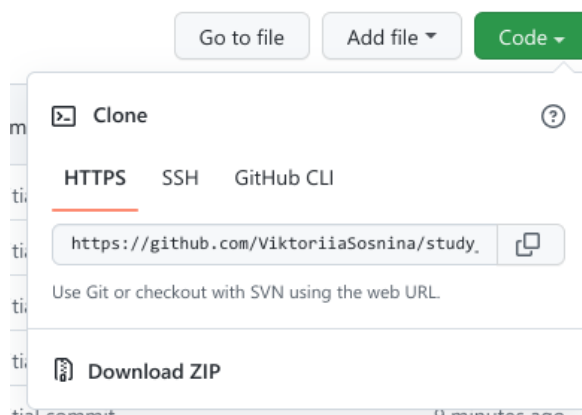 Go to file Add file Code
Clone
HTTPS SSH GitHub CLI
https://github.com/ViktoriiaSosnina/study_
Use Git or checkout with SVN using the web URL.
Download ZIP